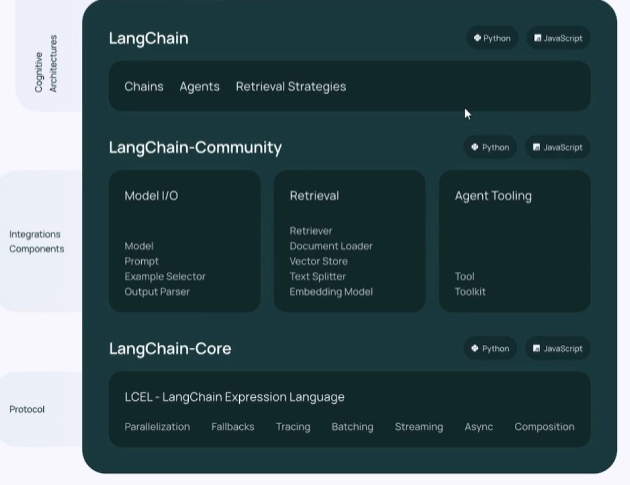 Cognitive
Architectures
LangChain
Python
JavaScript
Chains Agents Retrieval Strategies
LangChain-Community
Python
JavaScript
Integrations
Components
Model I/O
Model
Prompt
Example Selector
Output Parser
Retrieval
Retriever
Document Loader
Vector Store
Text Splitter
Embedding Model
Agent Tooling
Tool
Toolkit
LangChain-Core
Python
JavaScript
Protocol
LCEL - LangChain Expression Language
Parallelization Fallbacks Tracing Batching Streaming Async Composition